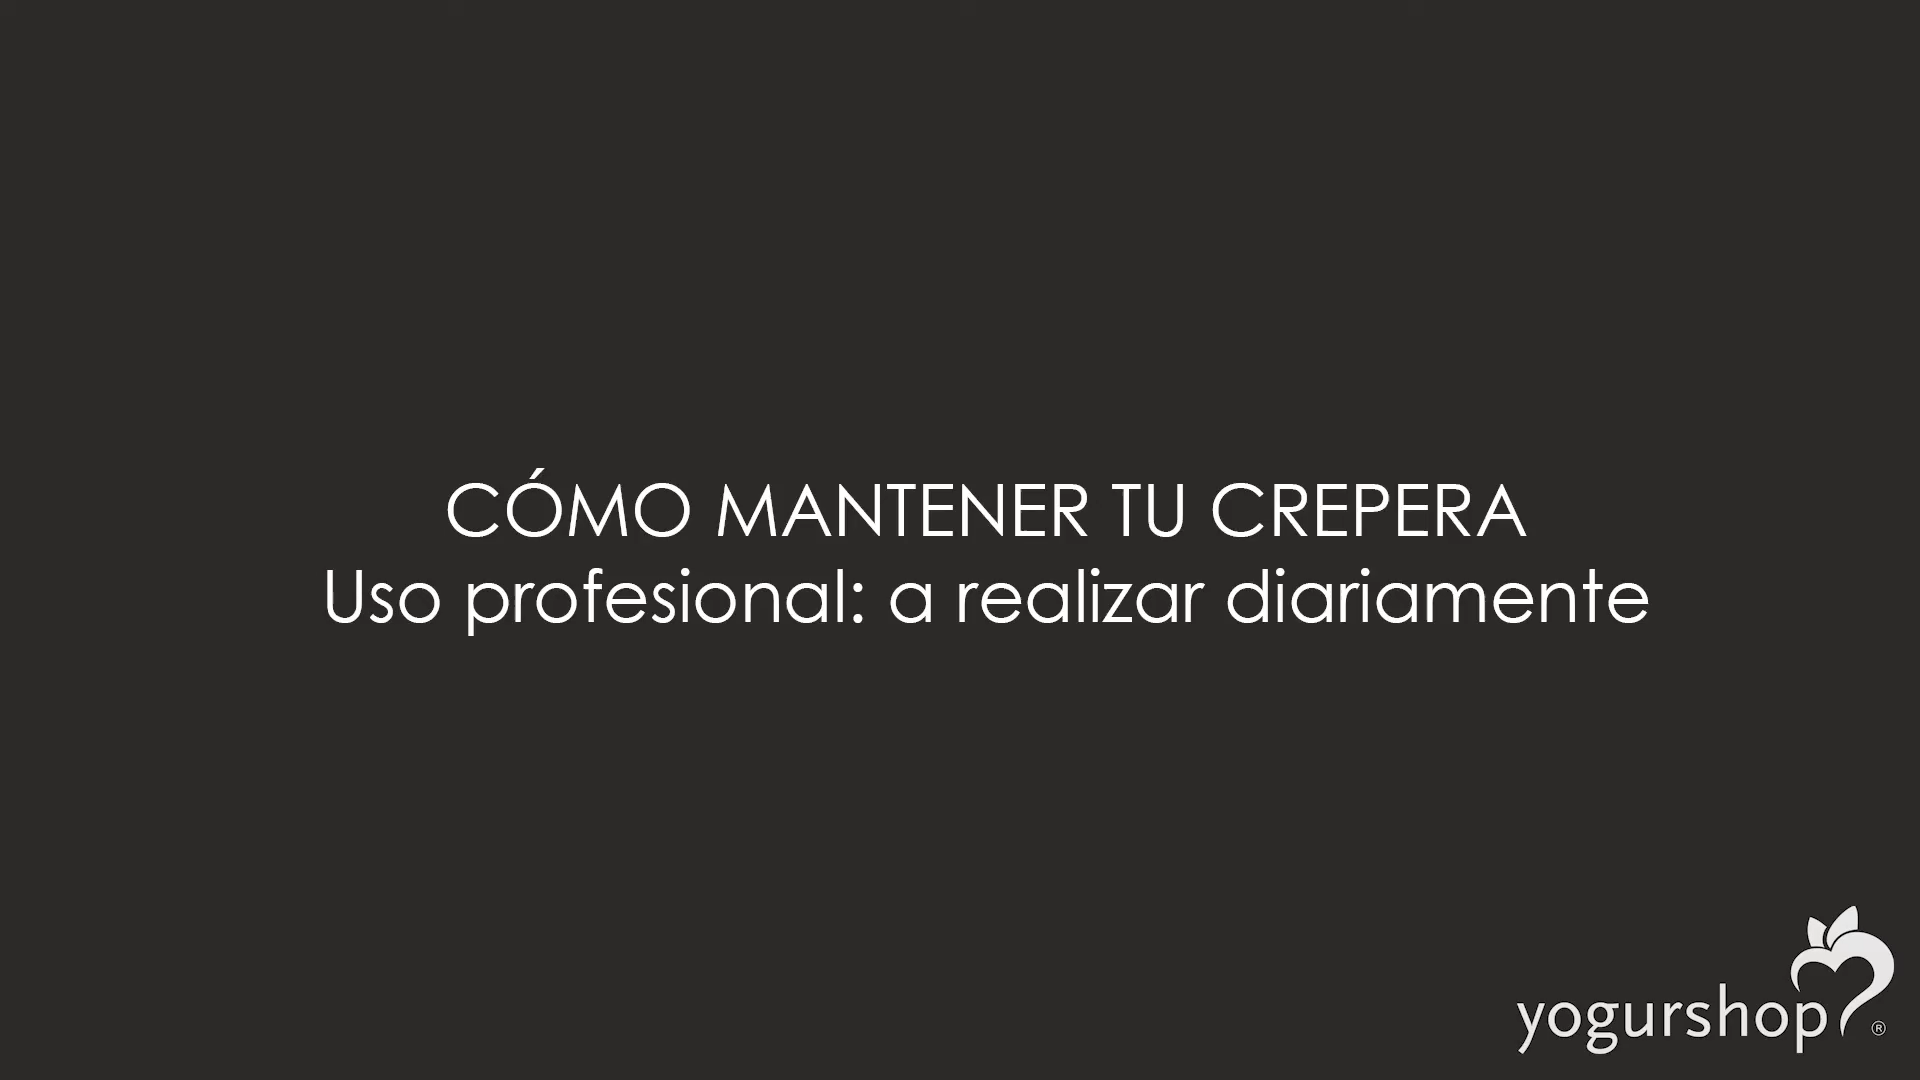 CÓMO MANTENER TU CREPERA
Uso profesional: a realizar diariamente
yogurshop ®